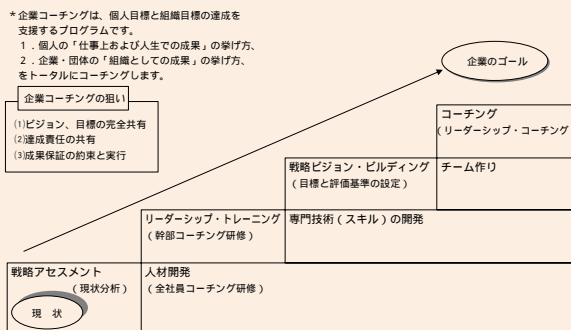 ＊企業コーチングは、個人目標と組織目標の達成を
支援するプログラムです。
１．個人の「仕事上および人生での成果」の挙げ方、
２．企業・団体の「組織としての成果」の挙げ方、
をトータルにコーチングします。
企業コーチングの狙い
⑴ビジョン、目標の完全共有
⑵達成責任の共有
⑶成果保証の約束と実行
企業のゴール
コーチング
(リーダーシップ・コーチング
戦略ビジョン・ビルディング
(目標と評価基準の設定)
チーム作り
リーダーシップ・トレーニング
(幹部コーチング研修)
専門技術(スキル)の開発
戦略アセスメント
(現状分析)
現 状
人材開発
(全社員コーチング研修)